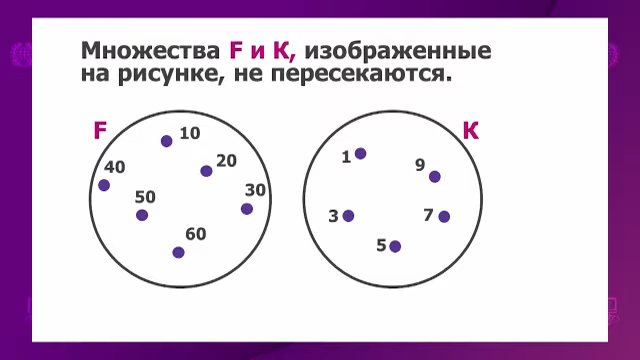 Множества F и К, изображенные
на рисунке, не пересекаются.
F
10
40
20
50
30
60
К
1
9
3
7
5